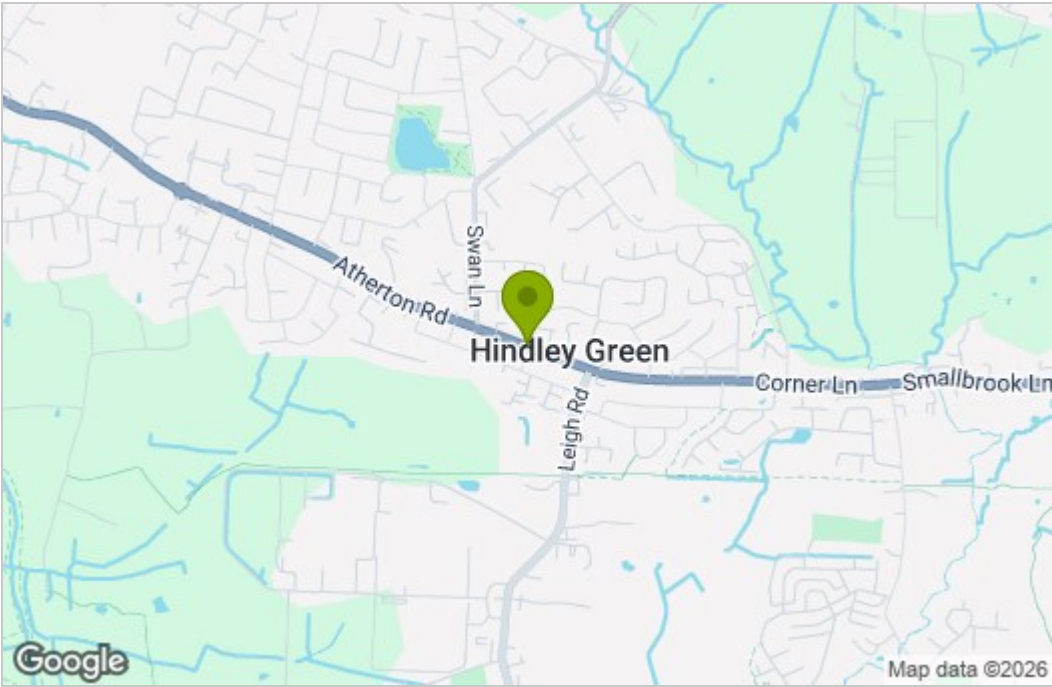 Swan Ln
Atherton Rd
Hindley Green
Corner Ln
Smallbrook Ln
Leigh Rd
Google
Map data ©2026